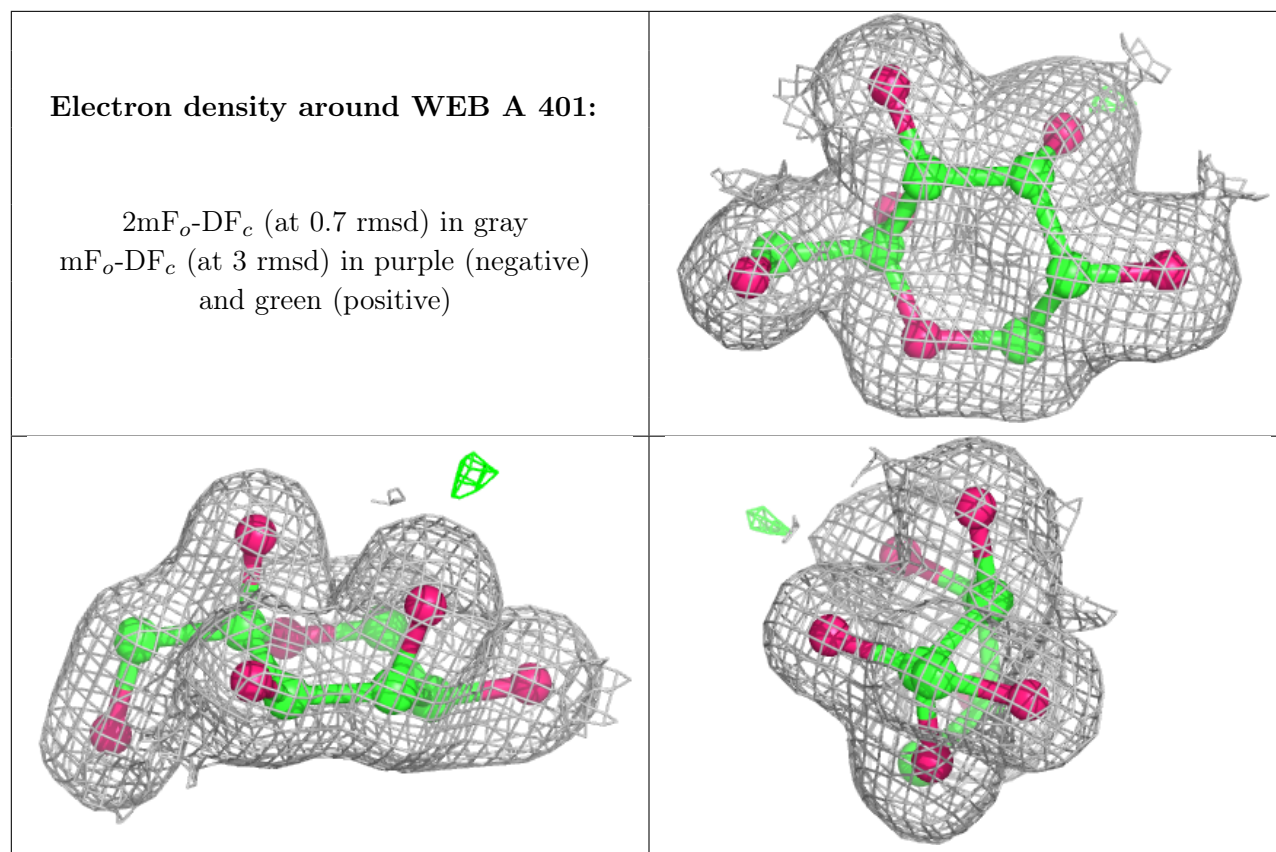 Electron density around WEB A 401:
2mFo-DFc (at 0.7 rmsd) in gray
mFo-DFc (at 3 rmsd) in purple (negative)
and green (positive)